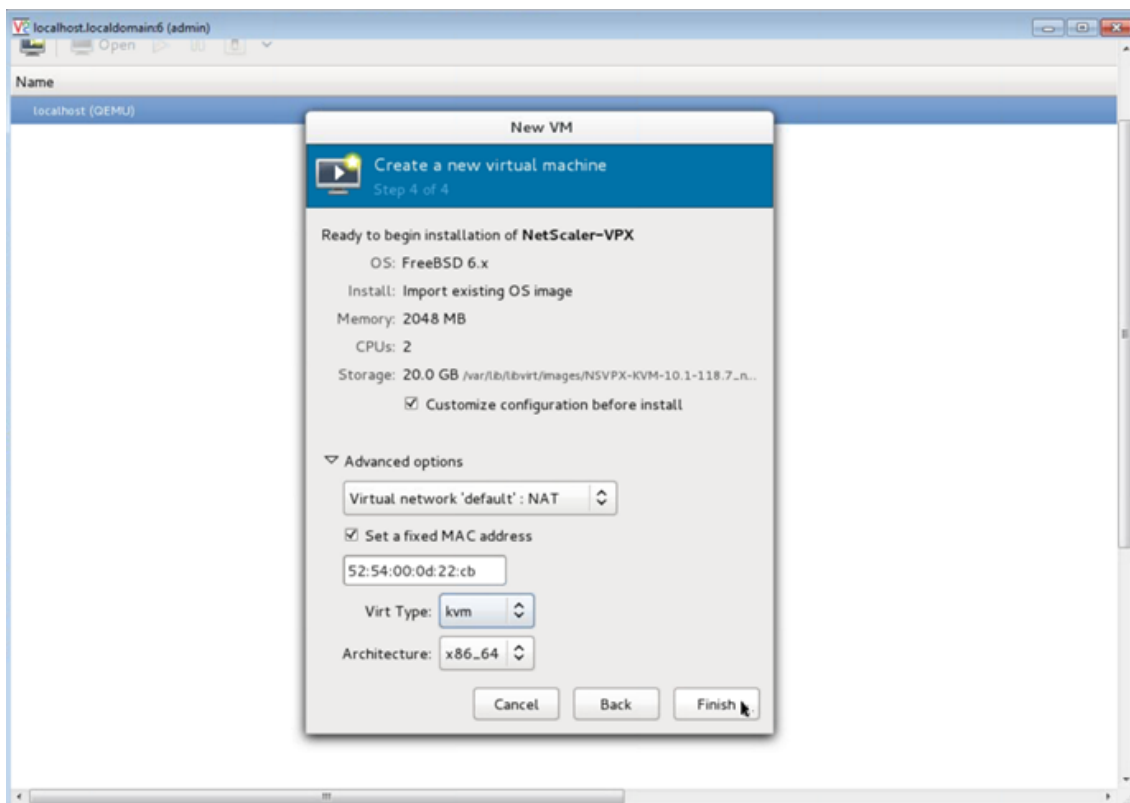 localhost.localdomain:6 (admin)
Open
Name
localhost (QEMU)
New VM
Create a new virtual machine
Step 4 of 4
Ready to begin installation of NetScaler-VPX
OS: FreeBSD 6.x
Install: Import existing OS image
Memory: 2048 MB
CPUs: 2
Storage: 20.0 GB /var/lib/libvirt/images/NSVPX-KVM-10.1-118.7_n...
Customize configuration before install
Advanced options
Virtual network 'default' : NAT
Set a fixed MAC address
52:54:00:0d:22:cb
Virt Type: kvm
Architecture: x86_64
Cancel Back Finish